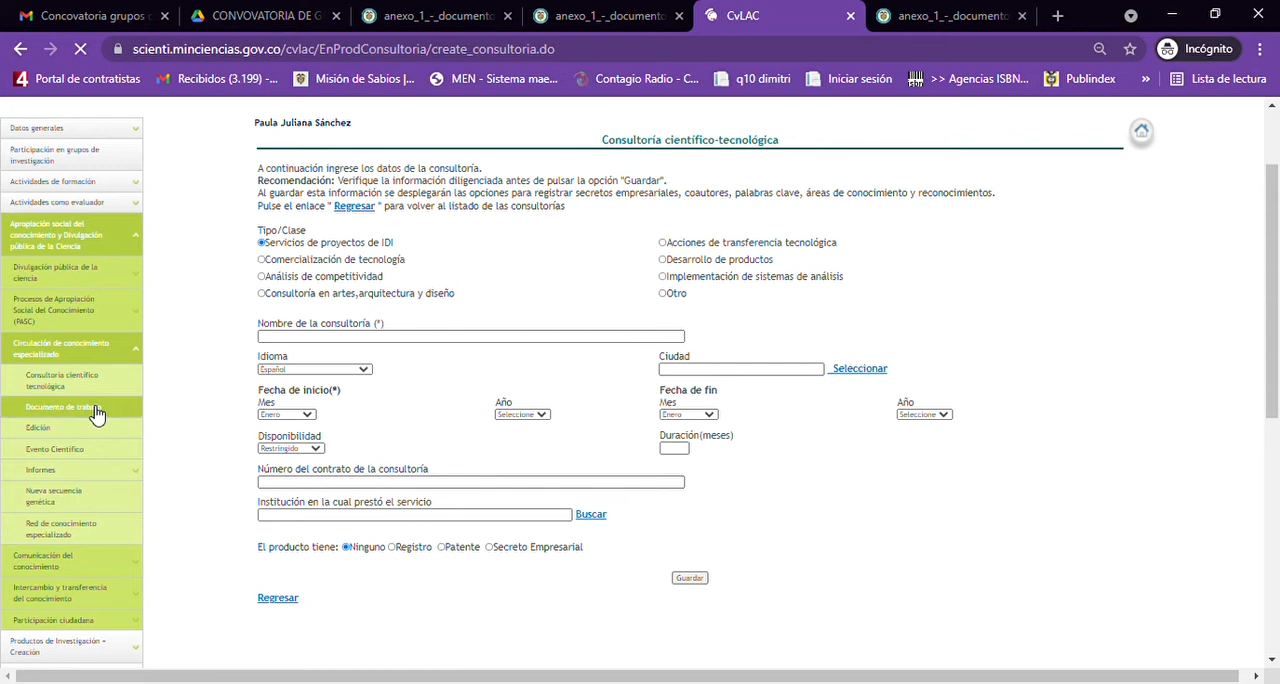 Concovatoria grupos c
CONVOVATORIA DE G
anexo_1_-_documento
anexo_1_-_documento
CvLAC
anexo_1_-_documento
scienti.minciencias.gov.co/cvlac/EnProdConsultoria/create_consultoria.do
Incógnito
Portal de contratistas
Recibidos (3.199) -...
Misión de Sabios |...
MEN - Sistema mae...
Contagio Radio - C...
q10 dimitri
Iniciar sesión
>> Agencias ISBN...
Publindex
»
Lista de lectura
Datos generales
Participación en grupos de
investigación
Actividades de formación
Actividades como evaluador
Apropiación social del
conocimiento y Divulgación
pública de la Ciencia
Divulgación pública de la
ciencia
Procesos de Apropiación
Social del Conocimiento
(PASC)
Circulación de conocimiento
especializado
Consultoría científico
tecnológica
Documento de trabajo
Edición
Evento Científico
Informes
Nueva secuencia
genética
Red de conocimiento
especializado
Comunicación del
conocimiento
Intercambio y transferencia
del conocimiento
Participación ciudadana
Productos de Investigación -
Creación
Paula Juliana Sánchez
Consultoría científico-tecnológica
A continuación ingrese los datos de la consultoría.
Recomendación: Verifique la información diligenciada antes de pulsar la opción "Guardar".
Al guardar esta información se desplegarán las opciones para registrar secretos empresariales, coautores, palabras clave, áreas de conocimiento y reconocimientos.
Pulse el enlace " Regresar " para volver al listado de las consultorías
Tipo/Clase
Servicios de proyectos de IDI
Acciones de transferencia tecnológica
Comercialización de tecnología
Desarrollo de productos
Análisis de competitividad
Implementación de sistemas de análisis
Consultoría en artes,arquitectura y diseño
Otro
Nombre de la consultoría (*)
Idioma
Ciudad
Español
Seleccionar
Fecha de inicio(*)
Fecha de fin
Mes
Año
Mes
Año
Enero
Seleccione
Enero
Seleccione
Disponibilidad
Duración(meses)
Restringido
Número del contrato de la consultoría
Institución en la cual prestó el servicio
Buscar
El producto tiene: Ninguno Registro Patente Secreto Empresarial
Guardar
Regresar